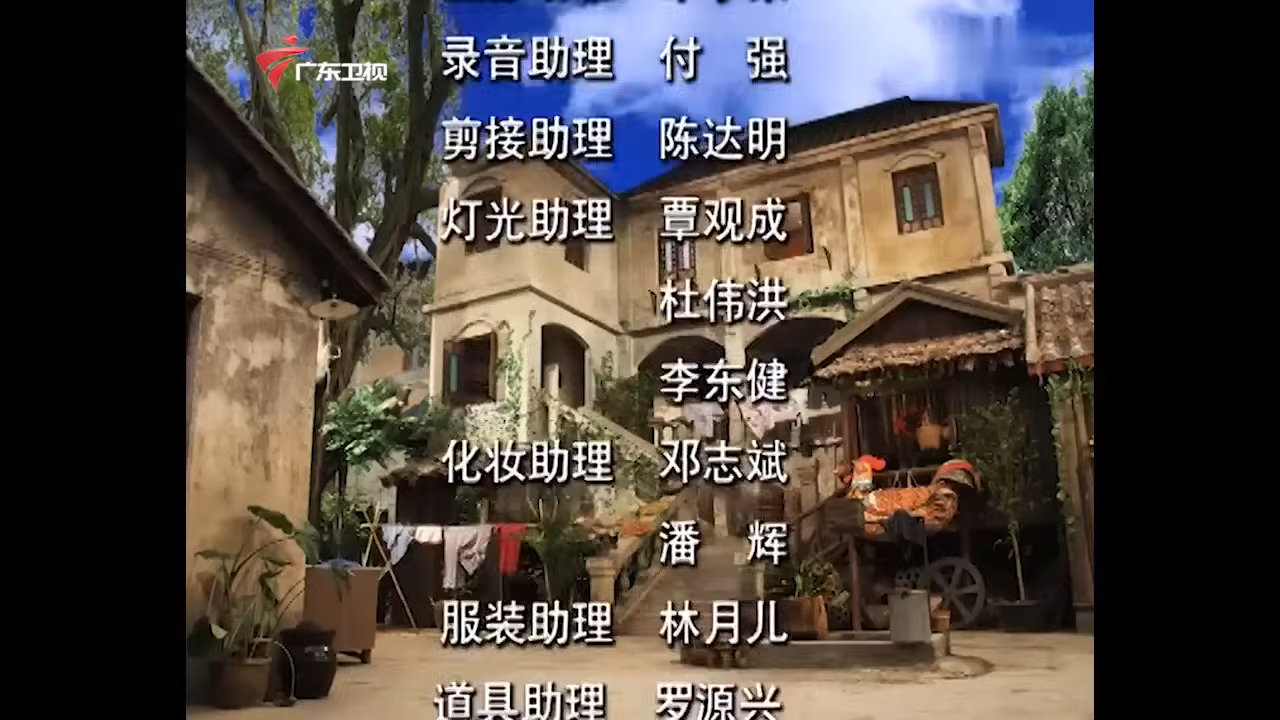 广东卫视
录音助理 付 强
剪接助理 陈达明
灯光助理 覃观成
杜伟洪
李东健
化妆助理 邓志斌
潘 辉
服装助理 林月儿
道具助理 罗源兴